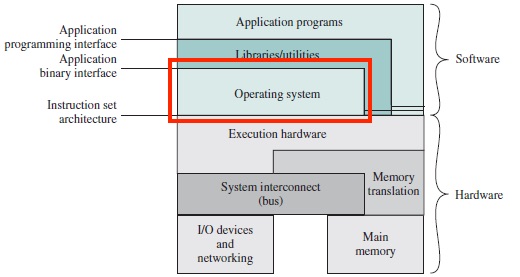 Application programs
Application
programming interface
Libraries/utilities
Application
binary interface
Software
Operating system
Instruction set
architecture
Execution hardware
Memory
translation
System interconnect
(bus)
Hardware
I/O devices
and
networking
Main
memory